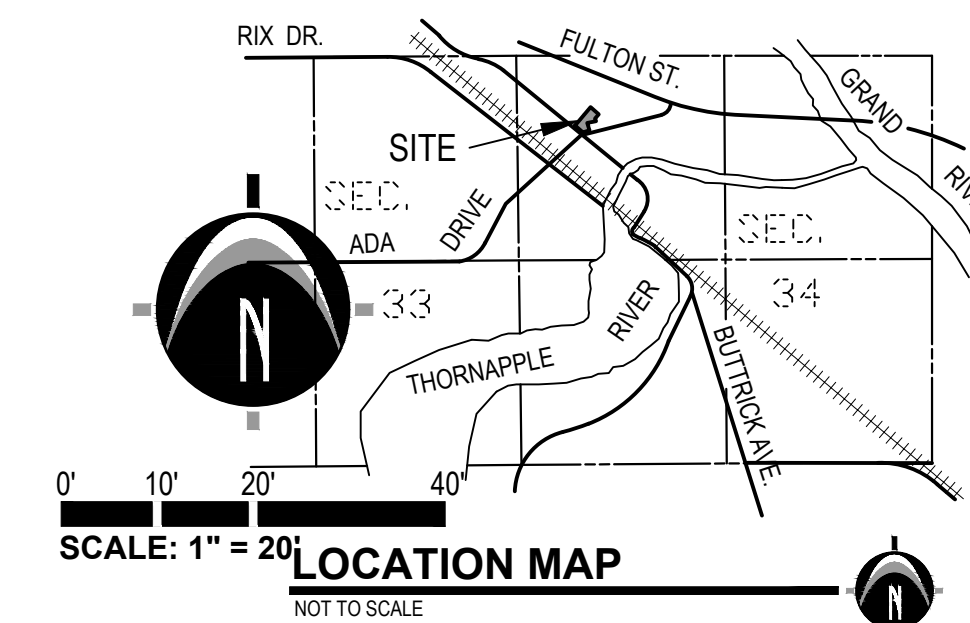 RIX DR.
FULTON ST.
GRAND
SITE
SEC.
DRIVE
ADA
SEC.
33
34
RIVER
THORNAPPLE
BUTTRICK AVE.
N
0' 10' 20' 40'
SCALE: 1" = 20'
LOCATION MAP
NOT TO SCALE
N